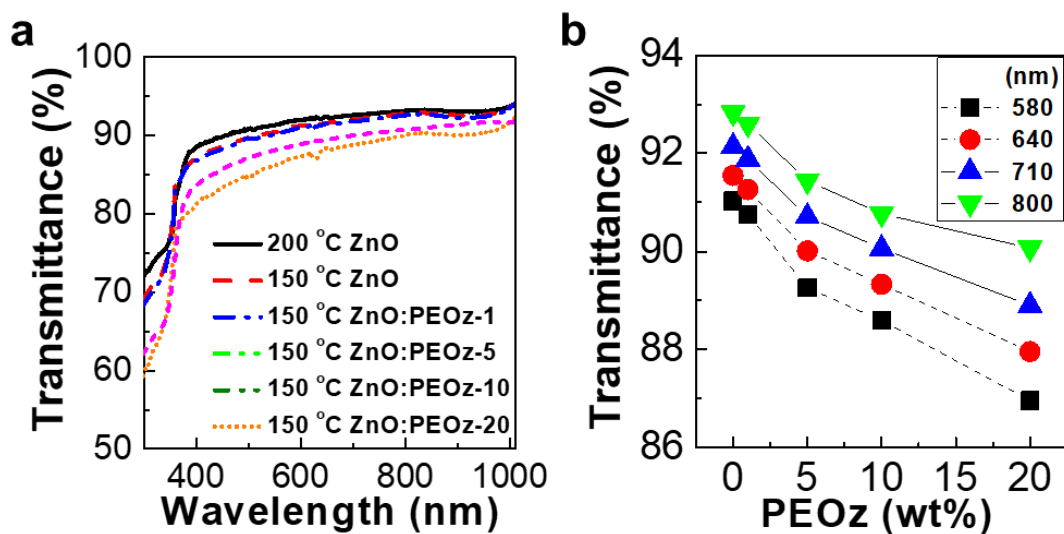 a
Transmittance (%)
100
90
80
70
60
50
200 °C ZnO
150 °C ZnO
150 °C ZnO:PEOz-1
150 °C ZnO:PEOz-5
150 °C ZnO:PEOz-10
150 °C ZnO:PEOz-20
400 600 800 1000
Wavelength (nm)
b
Transmittance (%)
94
92
90
88
86
(nm)
580
640
710
800
0 5 10 15 20
PEOz (wt%)